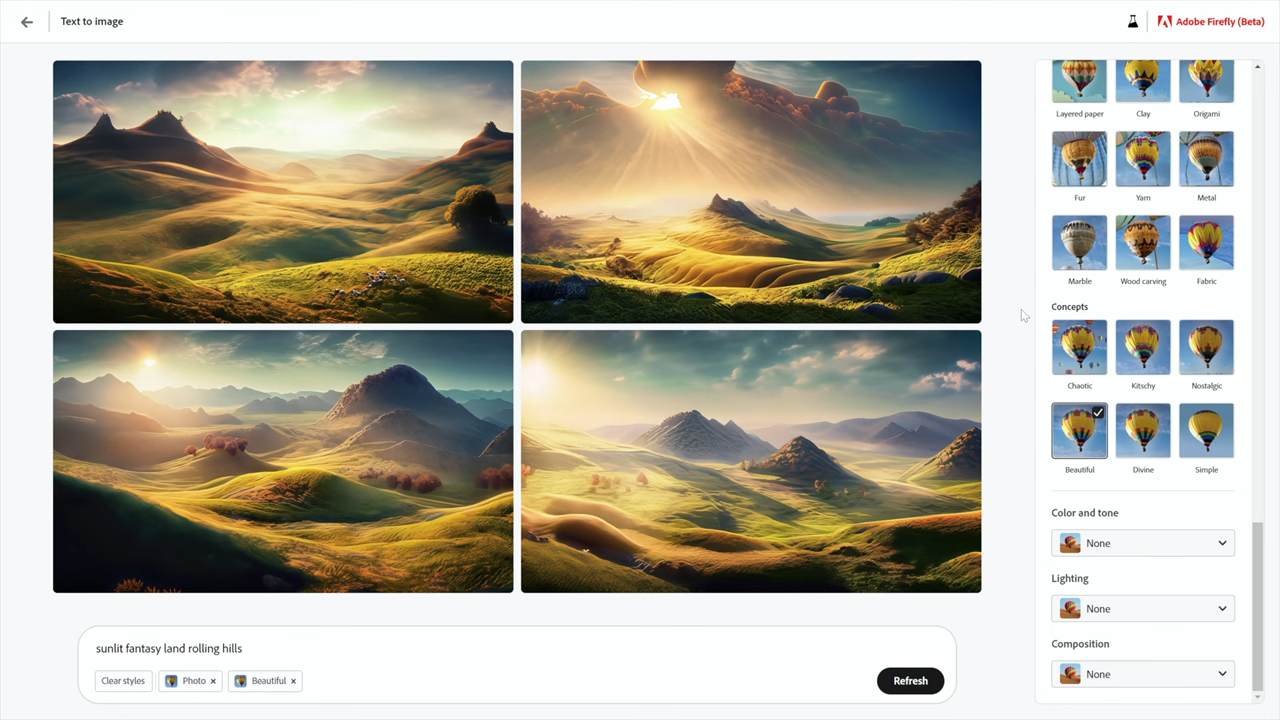 Text to image
Adobe Firefly (Beta)
Layered paper
Clay
Origami
Fur
Yarn
Metal
Marble
Wood carving
Fabric
Concepts
Chaotic
Kitschy
Nostalgic
Beautiful
Divine
Simple
Color and tone
None
Lighting
None
Composition
None
sunlit fantasy land rolling hills
Clear styles
Photo ×
Beautiful ×
Refresh